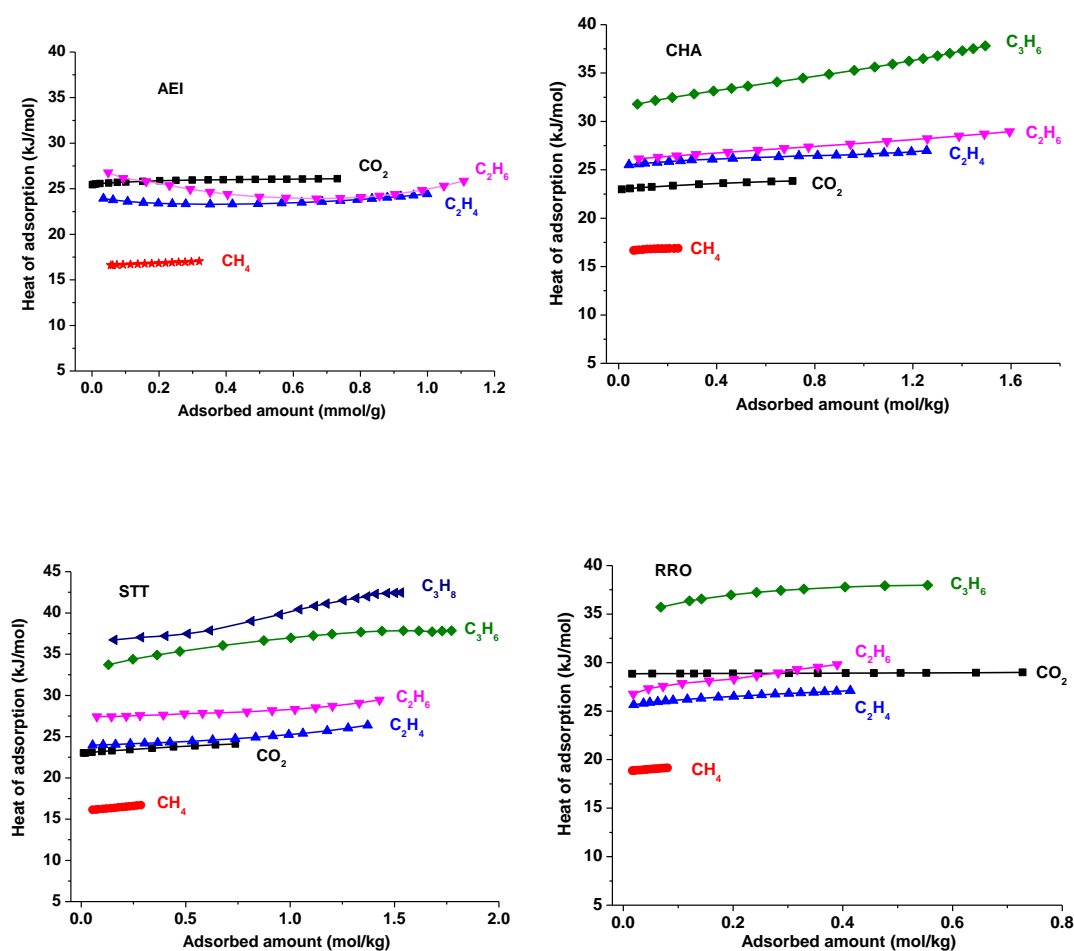 AEI
Heat of adsorption (kJ/mol)
40
35
30
25
20
15
10
5
CO₂
C₂H₆
C₂H₄
CH₄
0.0 0.2 0.4 0.6 0.8 1.0 1.2
Adsorbed amount (mmol/g)
CHA
Heat of adsorption (kJ/mol)
40
35
30
25
20
15
10
5
C₃H₆
C₂H₆
C₂H₄
CO₂
CH₄
0.0 0.4 0.8 1.2 1.6
Adsorbed amount (mol/kg)
STT
Heat of adsorption (kJ/mol)
45
40
35
30
25
20
15
10
5
C₃H₈
C₃H₆
C₂H₆
C₂H₄
CO₂
CH₄
0.0 0.5 1.0 1.5 2.0
Adsorbed amount (mol/kg)
RRO
Heat of adsorption (kJ/mol)
40
35
30
25
20
15
10
5
C₃H₆
C₂H₆
CO₂
C₂H₄
CH₄
0.0 0.2 0.4 0.6 0.8
Adsorbed amount (mol/kg)